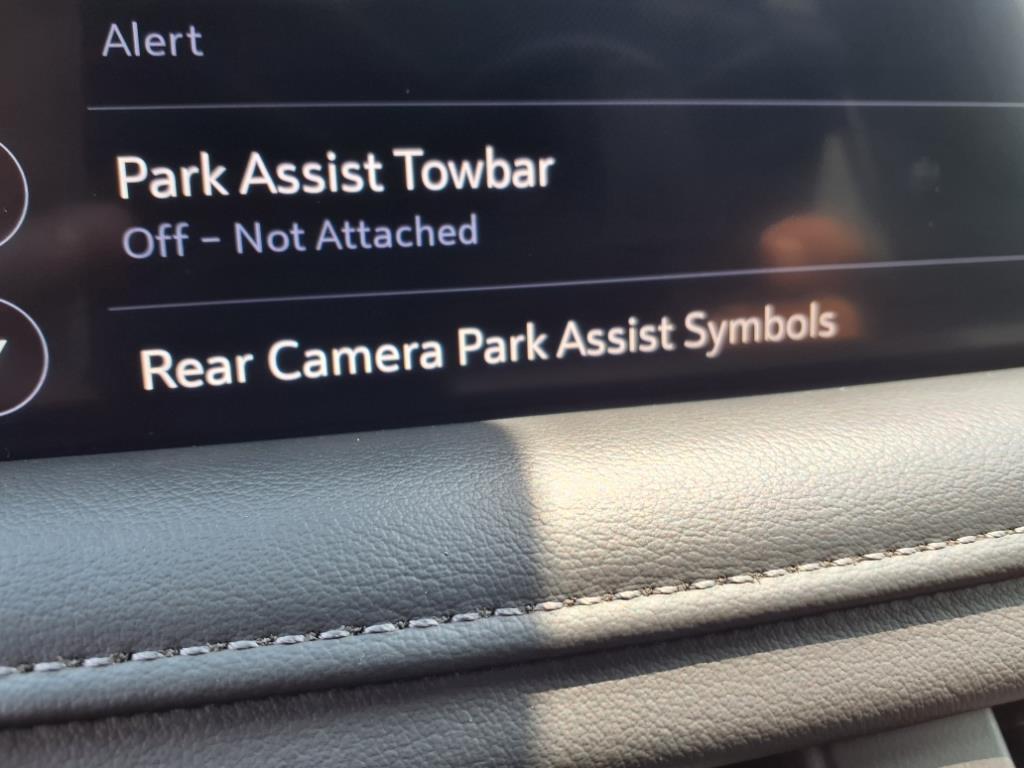 Alert
Park Assist Towbar
Off – Not Attached
Rear Camera Park Assist Symbols